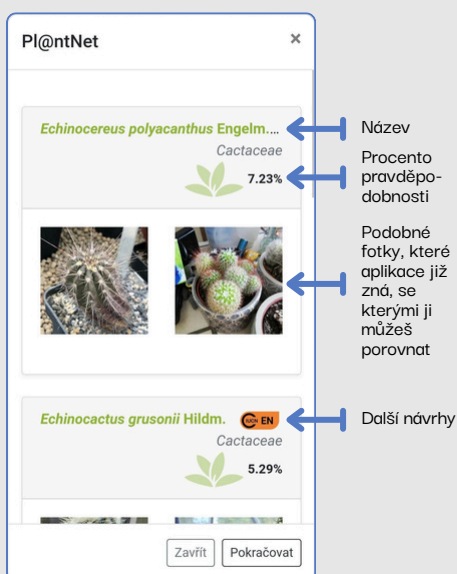 Pl@ntNet ×
Echinocereus polyacanthus Engelm....
Cactaceae
7.23%
Název
Procento
pravděpo-
dobnosti
Podobné
fotky, které
aplikace již
zná, se
kterými ji
můžeš
porovnat
Echinocactus grusonii Hildm. IUCN EN
Cactaceae
5.29%
Další návrhy
Zavřít Pokračovat